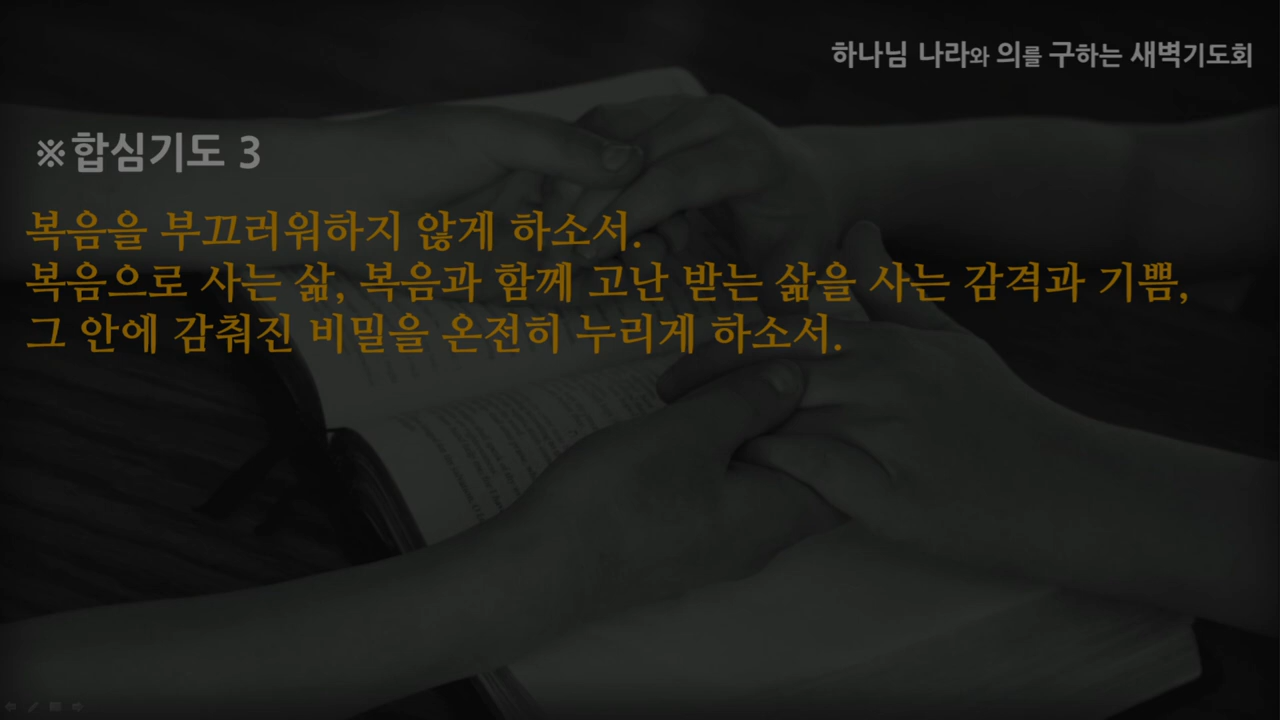 하나님 나라와 의를 구하는 새벽기도회
※합심기도 3
복음을 부끄러워하지 않게 하소서.
복음으로 사는 삶, 복음과 함께 고난 받는 삶을 사는 감격과 기쁨,
그 안에 감춰진 비밀을 온전히 누리게 하소서.